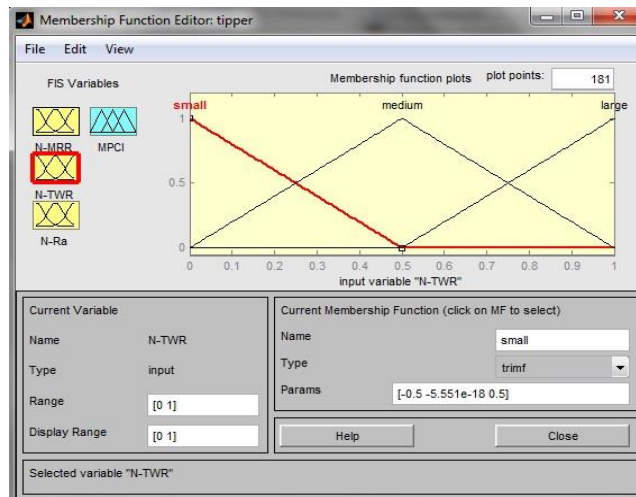 Membership Function Editor: tipper
File Edit View
FIS Variables
N-MRR
MPCI
N-TWR
N-Ra
Membership function plots plot points: 181
small medium large
1
0.5
0
0 0.1 0.2 0.3 0.4 0.5 0.6 0.7 0.8 0.9 1
input variable "N-TWR"
Current Variable
Name N-TWR
Type input
Range [0 1]
Display Range [0 1]
Current Membership Function (click on MF to select)
Name small
Type trimf
Params [-0.5 -5.551e-18 0.5]
Help Close
Selected variable "N-TWR"